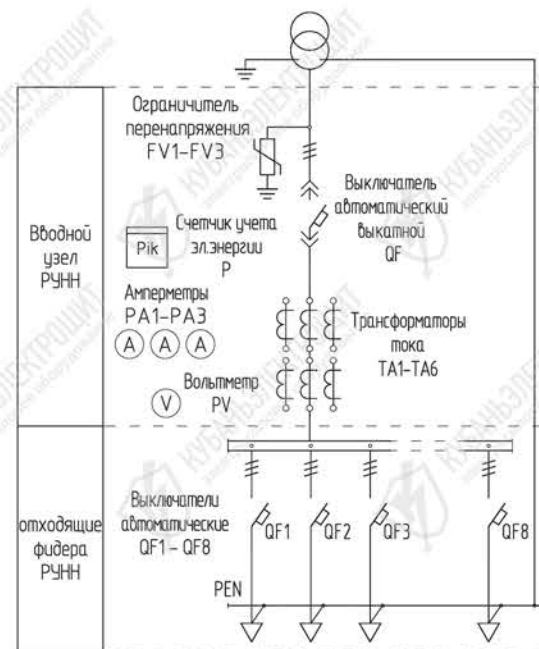 Ограничитель
перенапряжения
FV1-FV3
Выключатель
автоматический
выкатной
QF
Вводной
узел
РУНН
Pik
Счетчик учета
эл.энергии
P
Амперметры
PA1-PA3
A A A
Трансформаторы
тока
TA1-TA6
Вольтметр
PV
V
отходящие
фидера
РУНН
Выключатели
автоматические
QF1 - QF8
QF1 QF2 QF3 QF8
PEN